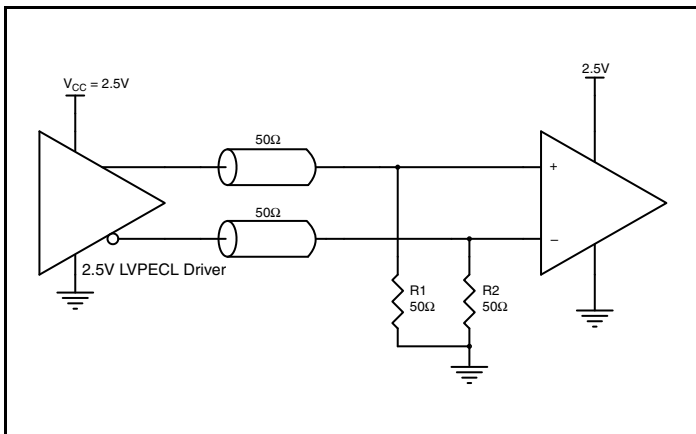 V_CC = 2.5V
2.5V
50Ω
50Ω
+
–
2.5V LVPECL Driver
R1
50Ω
R2
50Ω